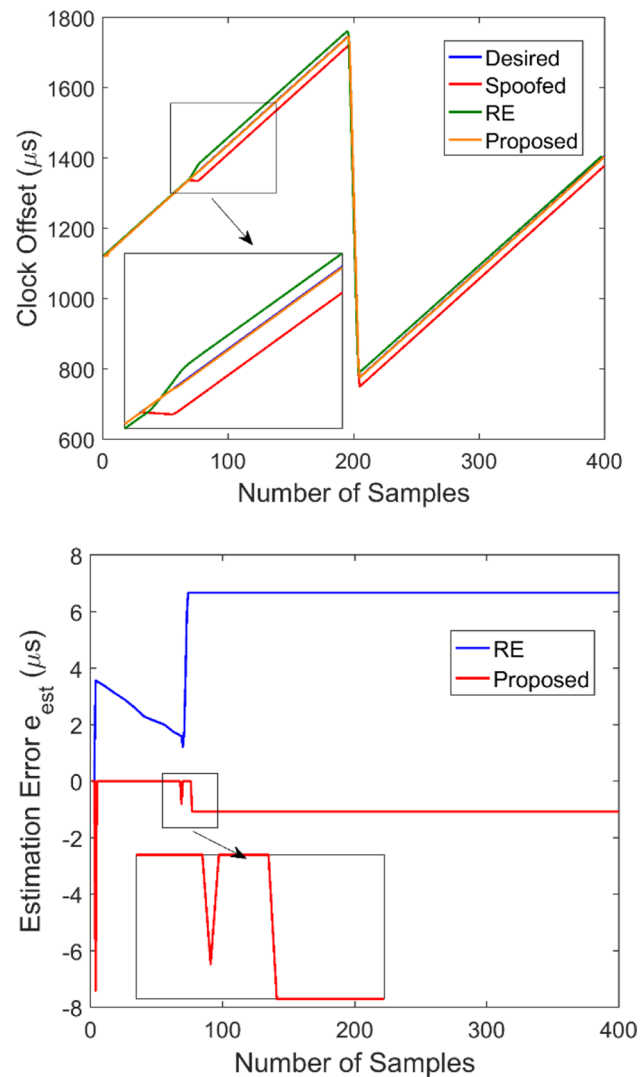 1800
1600
1400
1200
1000
800
600
Clock Offset (μs)
Desired
Spoofed
RE
Proposed
0 100 200 300 400
Number of Samples
8
6
4
2
0
-2
-4
-6
-8
Estimation Error e_est (μs)
RE
Proposed
0 100 200 300 400
Number of Samples